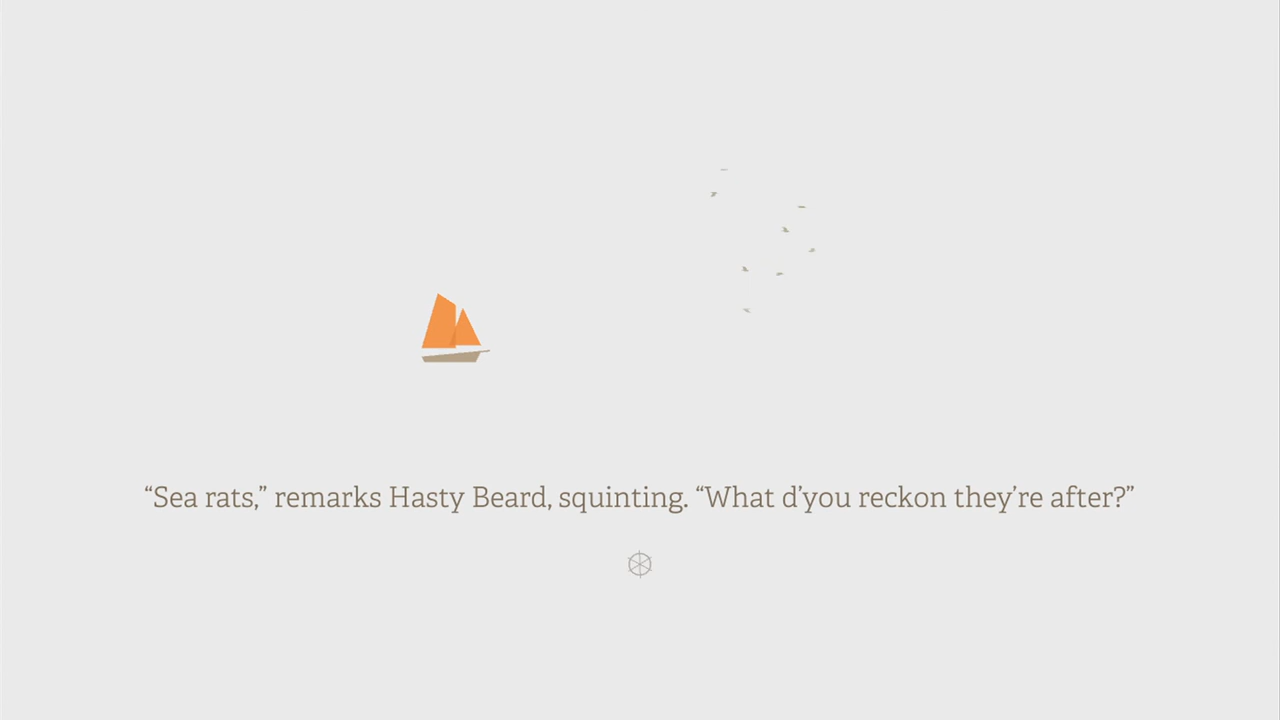 “Sea rats,” remarks Hasty Beard, squinting. “What d’you reckon they’re after?”